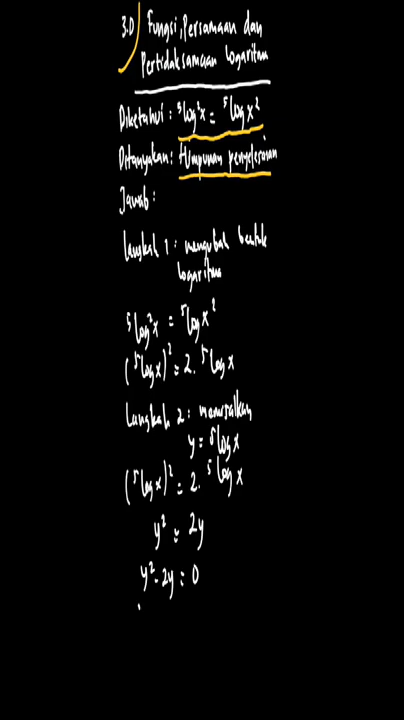 3.D Fungsi, Persamaan dan
Pertidaksamaan Logaritma
Diketahui : ⁵log²x = ⁵log x²
Ditanyakan : Himpunan penyelesaian
Jawab :
Langkah 1 : mengubah bentuk
logaritma
⁵log²x = ⁵log x²
(⁵log x)² = 2. ⁵log x
Langkah 2 : memisalkan
y = ⁵log x
(⁵log x)² = 2. ⁵log x
y² = 2y
y² - 2y = 0